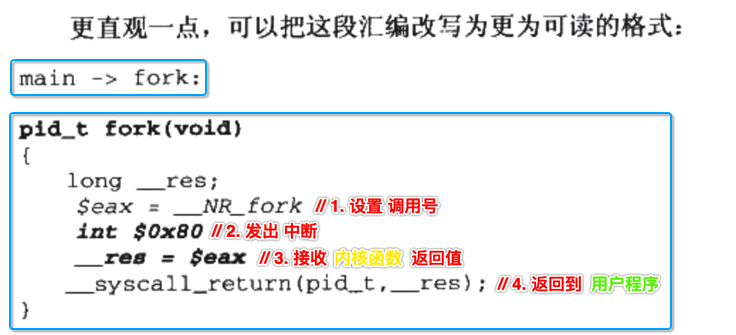 更直观一点，可以把这段汇编改写为更为可读的格式：
main -> fork:
pid_t fork(void)
{
long __res;
$eax = __NR_fork // 1. 设置 调用号
int $0x80 // 2. 发出 中断
__res = $eax // 3. 接收 内核函数 返回值
__syscall_return(pid_t,__res); // 4. 返回到 用户程序
}